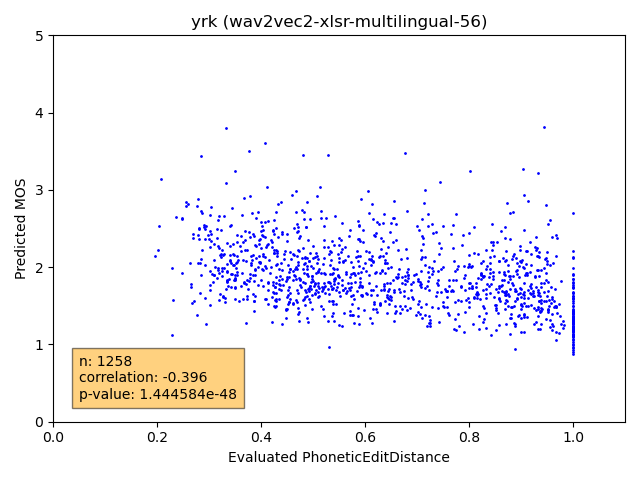 yrk (wav2vec2-xlsr-multilingual-56)
5
4
3
2
1
0
Predicted MOS
n: 1258
correlation: -0.396
p-value: 1.444584e-48
0.0 0.2 0.4 0.6 0.8 1.0
Evaluated PhoneticEditDistance